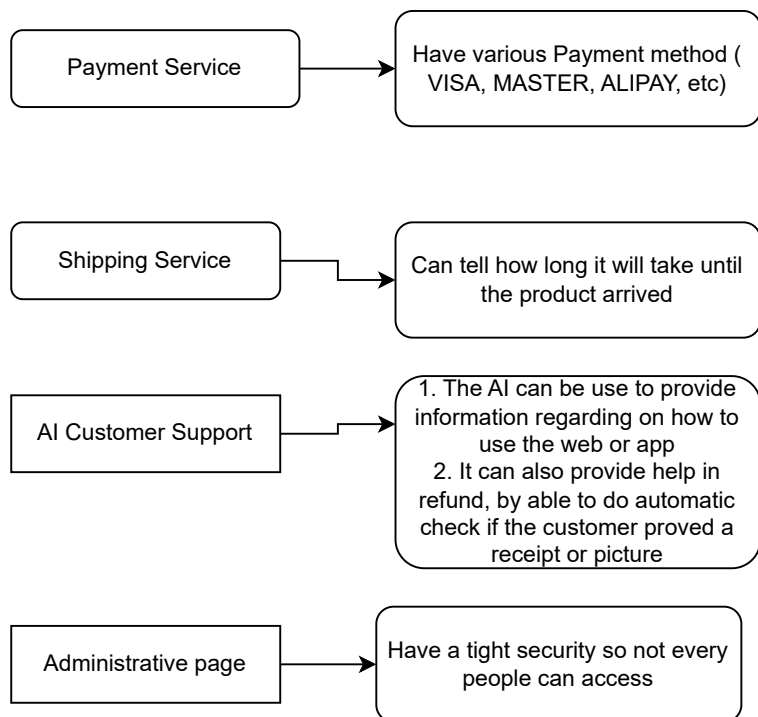 Payment Service
Have various Payment method (
VISA, MASTER, ALIPAY, etc)
Shipping Service
Can tell how long it will take until
the product arrived
AI Customer Support
1. The AI can be use to provide
information regarding on how to
use the web or app
2. It can also provide help in
refund, by able to do automatic
check if the customer proved a
receipt or picture
Administrative page
Have a tight security so not every
people can access